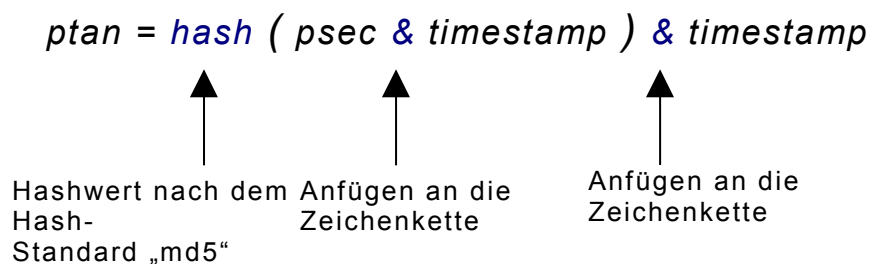 ptan = hash ( psec & timestamp ) & timestamp
Hashwert nach dem
Hash-
Standard „md5“
Anfügen an die
Zeichenkette
Anfügen an die
Zeichenkette